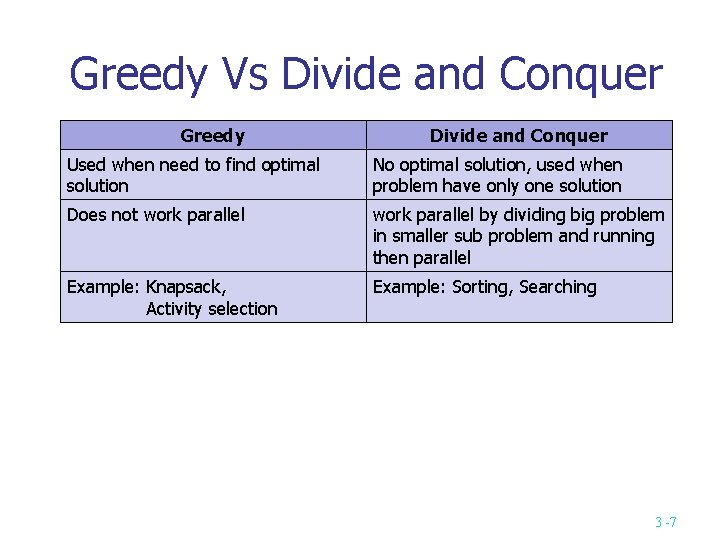 Greedy Vs Divide and Conquer
Greedy
Divide and Conquer
Used when need to find optimal
solution
No optimal solution, used when
problem have only one solution
Does not work parallel
work parallel by dividing big problem
in smaller sub problem and running
then parallel
Example: Knapsack,
Activity selection
Example: Sorting, Searching
3 -7